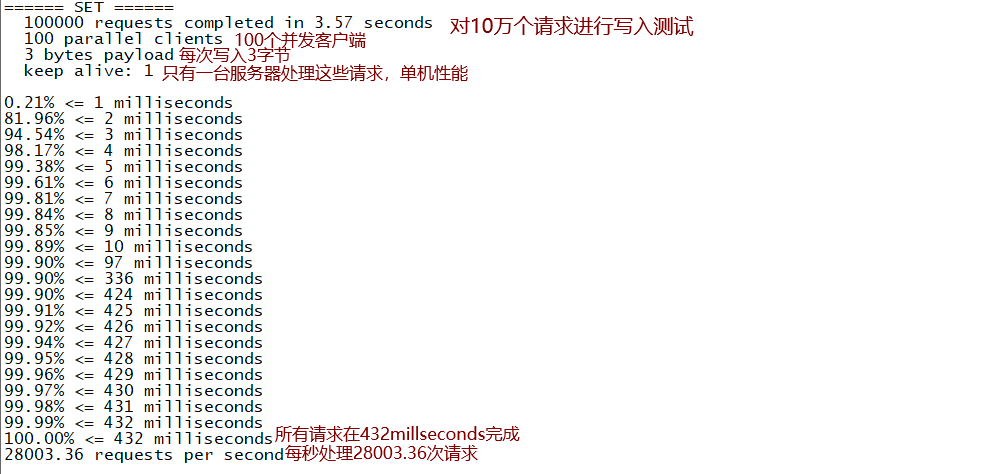 ====== SET ======
100000 requests completed in 3.57 seconds 对10万个请求进行写入测试
100 parallel clients 100个并发客户端
3 bytes payload 每次写入3字节
keep alive: 1 只有一台服务器处理这些请求，单机性能
0.21% <= 1 milliseconds
81.96% <= 2 milliseconds
94.54% <= 3 milliseconds
98.17% <= 4 milliseconds
99.38% <= 5 milliseconds
99.61% <= 6 milliseconds
99.81% <= 7 milliseconds
99.84% <= 8 milliseconds
99.85% <= 9 milliseconds
99.89% <= 10 milliseconds
99.90% <= 97 milliseconds
99.90% <= 336 milliseconds
99.90% <= 424 milliseconds
99.91% <= 425 milliseconds
99.92% <= 426 milliseconds
99.94% <= 427 milliseconds
99.95% <= 428 milliseconds
99.96% <= 429 milliseconds
99.97% <= 430 milliseconds
99.98% <= 431 milliseconds
99.99% <= 432 milliseconds
100.00% <= 432 milliseconds 所有请求在432millseconds完成
28003.36 requests per second 每秒处理28003.36次请求